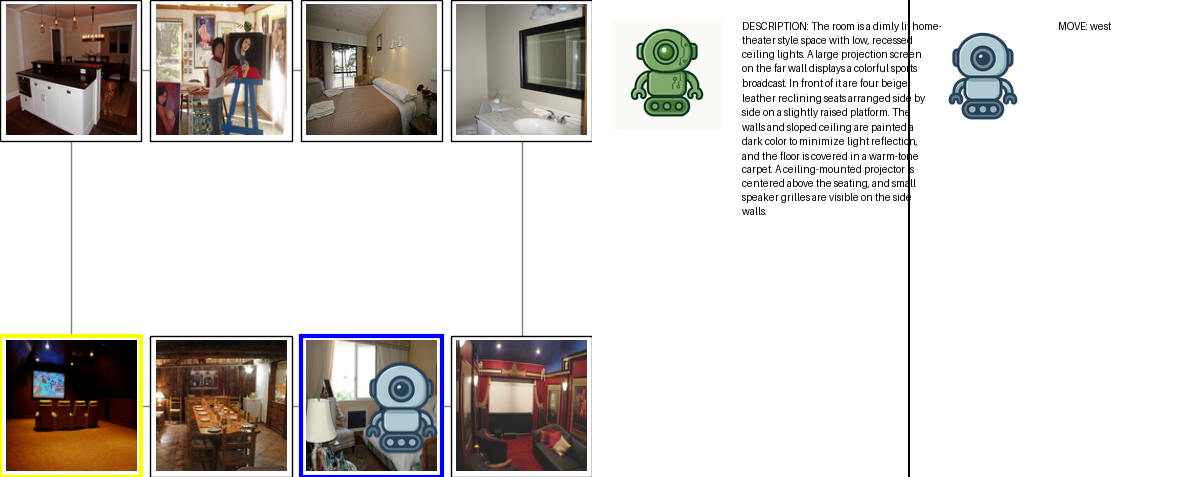 DESCRIPTION: The room is a dimly lit home-
theater style space with low, recessed
ceiling lights. A large projection screen
on the far wall displays a colorful sports
broadcast. In front of it are four beige
leather reclining seats arranged side by
side on a slightly raised platform. The
walls and sloped ceiling are painted a
dark color to minimize light reflection,
and the floor is covered in a warm-tone
carpet. A ceiling-mounted projector is
centered above the seating, and small
speaker grilles are visible on the side
walls.
MOVE: west